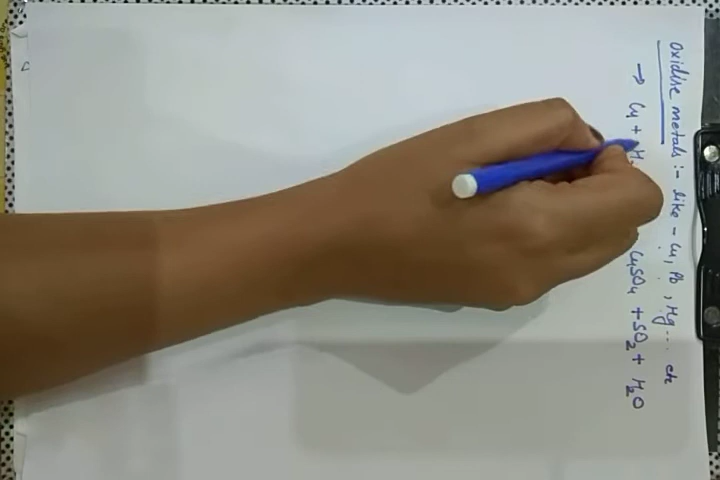 Oxidise metals :- like - Cu, Pb, Hg ... etc
→ Cu + H CuSO4 + SO2 + H2O